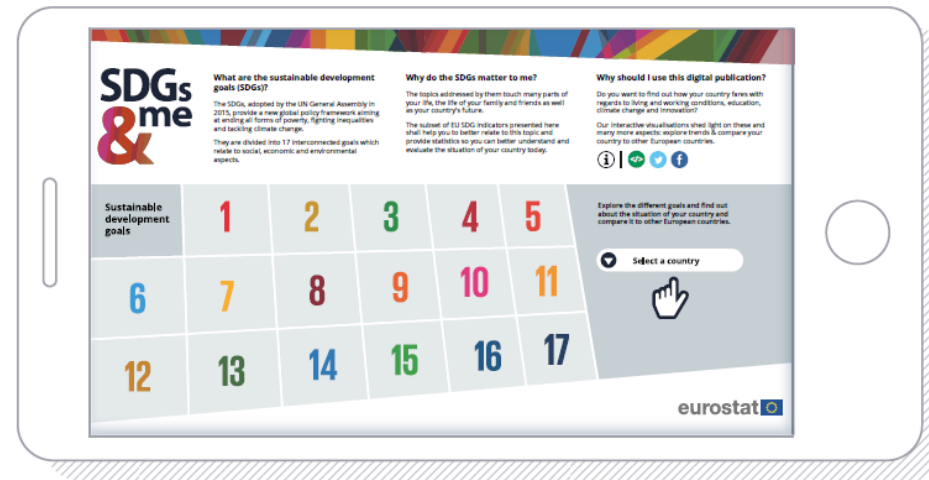 SDGs
&me
What are the sustainable development
goals (SDGs)?
The SDGs, adopted by the UN General Assembly in
2015, provide a new global policy framework aiming
at ending all forms of poverty, fighting inequalities
and tackling climate change.
They are divided into 17 interconnected goals which
relate to social, economic and environmental
aspects.
Why do the SDGs matter to me?
The topics addressed by them touch many parts of
your life, the life of your family and friends as well
as your country's future.
The subset of EU SDG indicators presented here
shall help you to better relate to this topic and
provide statistics so you can better understand and
evaluate the situation of your country today.
Why should I use this digital publication?
Do you want to find out how your country fares with
regards to living and working conditions, education,
climate change and innovation?
Our interactive visualisations shed light on these and
many more aspects: explore trends & compare your
country to other European countries.
Sustainable
development
goals
1 2 3 4 5
6 7 8 9 10 11
12 13 14 15 16 17
Explore the different goals and find out
about the situation of your country and
compare it to other European countries.
Select a country
eurostat